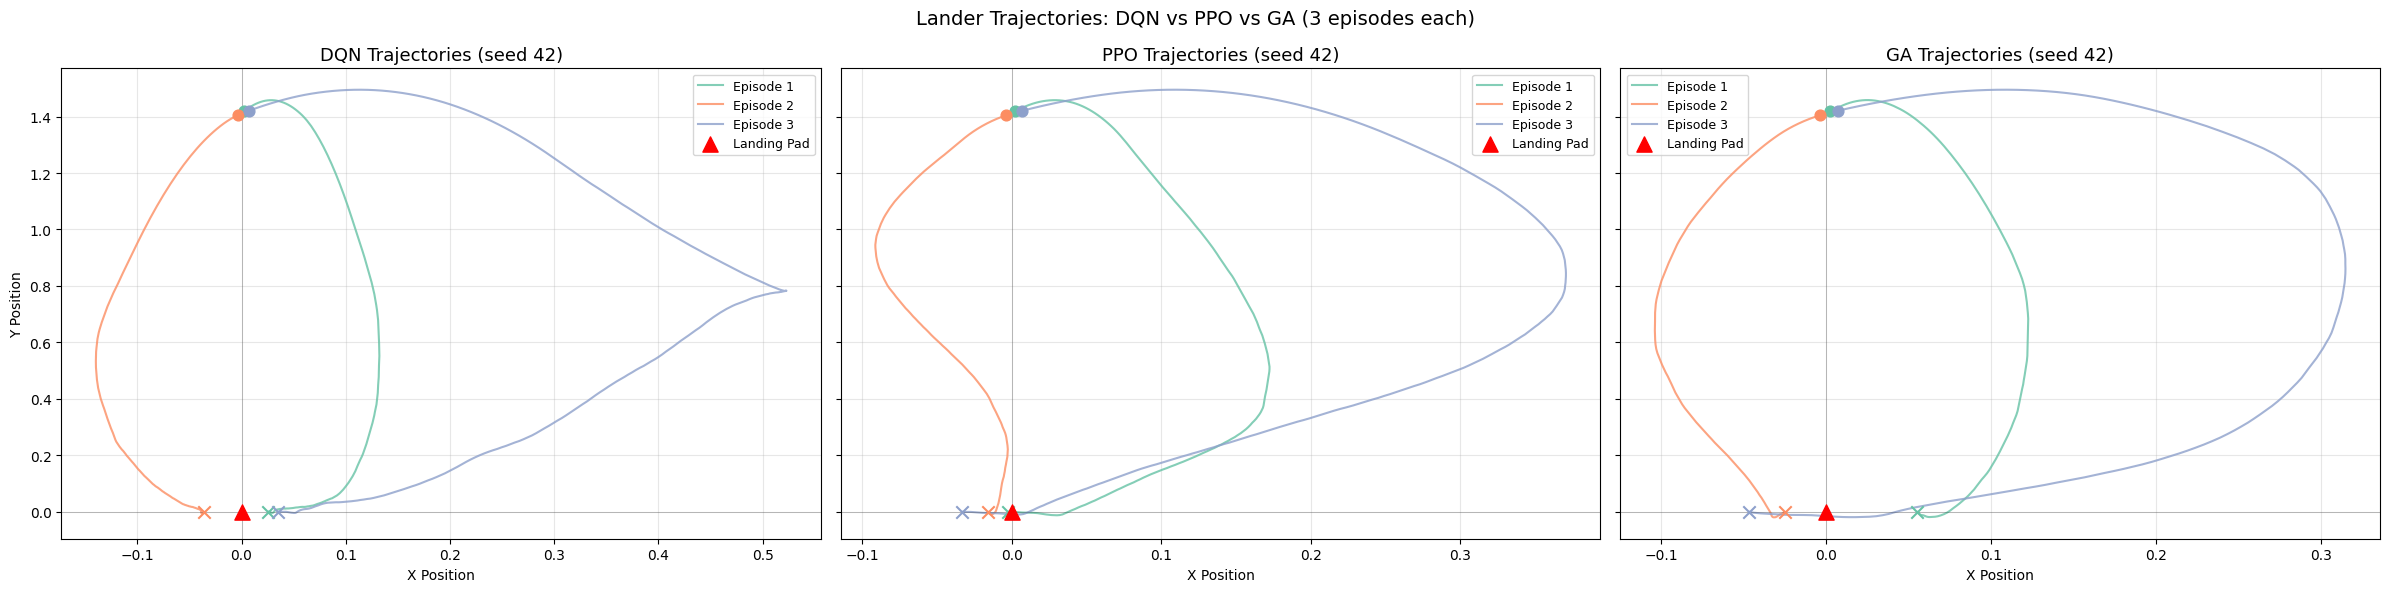 Lander Trajectories: DQN vs PPO vs GA (3 episodes each)
DQN Trajectories (seed 42)
Episode 1
Episode 2
Episode 3
Landing Pad
Y Position
1.4
1.2
1.0
0.8
0.6
0.4
0.2
0.0
−0.1
0.0
0.1
0.2
0.3
0.4
0.5
X Position
PPO Trajectories (seed 42)
Episode 1
Episode 2
Episode 3
Landing Pad
−0.1
0.0
0.1
0.2
0.3
X Position
GA Trajectories (seed 42)
Episode 1
Episode 2
Episode 3
Landing Pad
−0.1
0.0
0.1
0.2
0.3
X Position